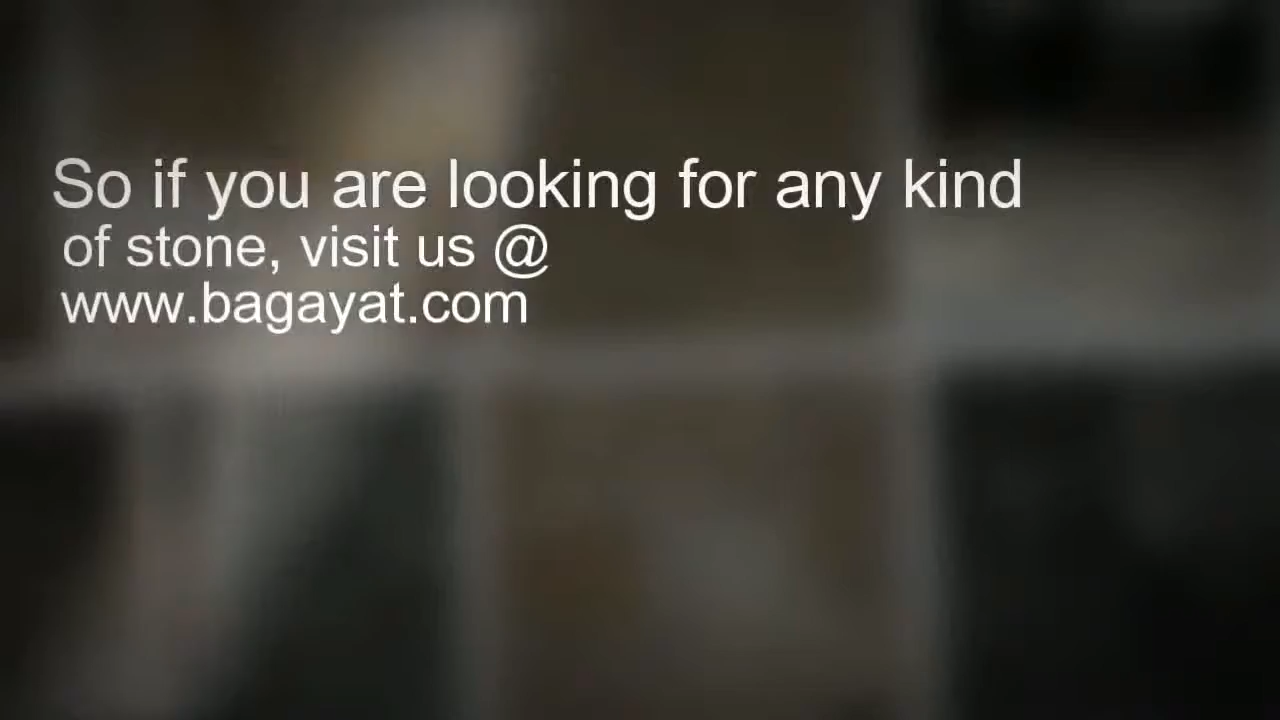 So if you are looking for any kind
of stone, visit us @
www.bagayat.com